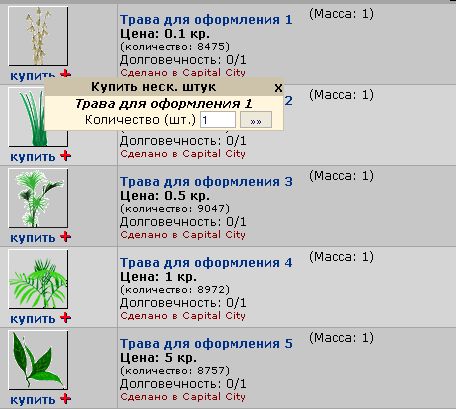 Трава для оформления 1 (Масса: 1)
Цена: 0.1 кр.
(количество: 8475)
Долговечность: 0/1
купить Сделано в Capital City
Купить неск. штук x
Трава для оформления 1
2 (Масса: 1)
Количество (шт.) 1 »»
Долговечность: 0/1
купить Сделано в Capital City
Трава для оформления 3 (Масса: 1)
Цена: 0.5 кр.
(количество: 9047)
Долговечность: 0/1
купить Сделано в Capital City
Трава для оформления 4 (Масса: 1)
Цена: 1 кр.
(количество: 8972)
Долговечность: 0/1
купить Сделано в Capital City
Трава для оформления 5 (Масса: 1)
Цена: 5 кр.
(количество: 8757)
Долговечность: 0/1
купить Сделано в Capital City